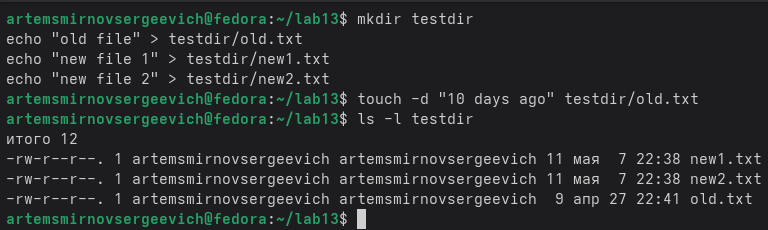 artemsmirnovsergeevich@fedora:~/lab13$ mkdir testdir
echo "old file" > testdir/old.txt
echo "new file 1" > testdir/new1.txt
echo "new file 2" > testdir/new2.txt
artemsmirnovsergeevich@fedora:~/lab13$ touch -d "10 days ago" testdir/old.txt
artemsmirnovsergeevich@fedora:~/lab13$ ls -l testdir
итого 12
-rw-r--r--. 1 artemsmirnovsergeevich artemsmirnovsergeevich 11 мая  7 22:38 new1.txt
-rw-r--r--. 1 artemsmirnovsergeevich artemsmirnovsergeevich 11 мая  7 22:38 new2.txt
-rw-r--r--. 1 artemsmirnovsergeevich artemsmirnovsergeevich  9 апр 27 22:41 old.txt
artemsmirnovsergeevich@fedora:~/lab13$